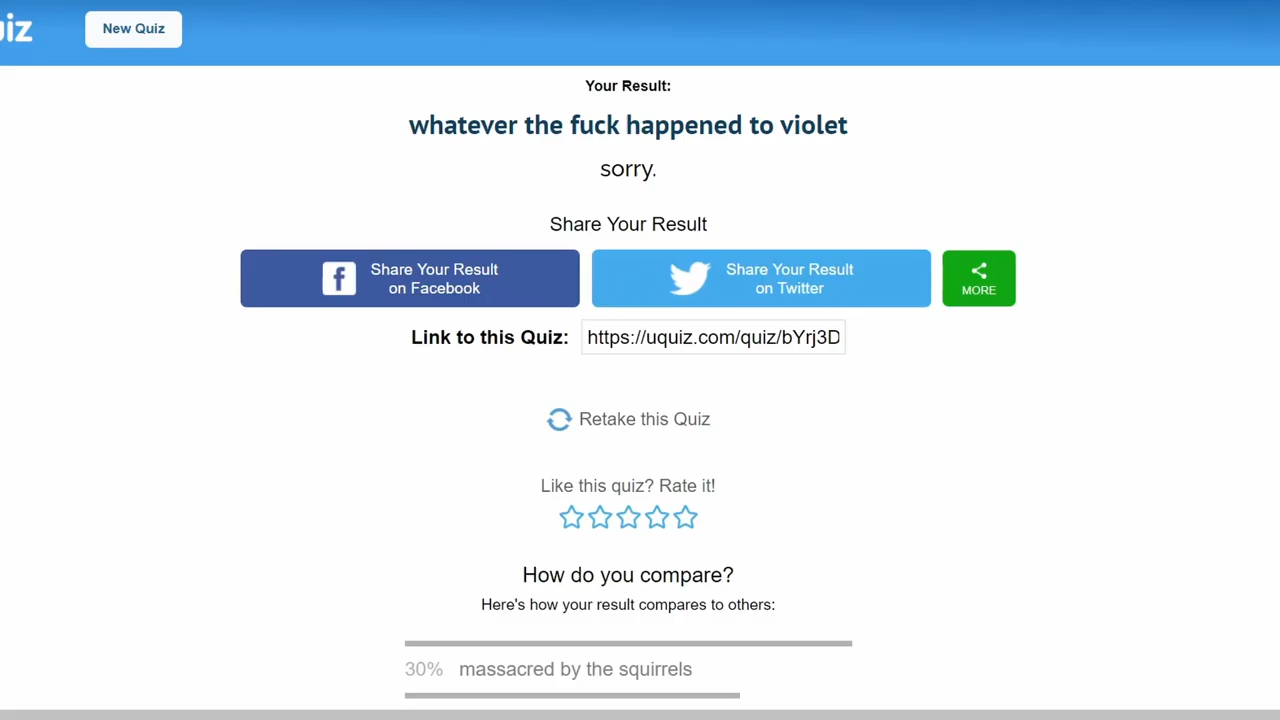 iz
New Quiz
Your Result:
whatever the fuck happened to violet
sorry.
Share Your Result
Share Your Result
on Facebook
Share Your Result
on Twitter
MORE
Link to this Quiz: https://uquiz.com/quiz/bYrj3D
Retake this Quiz
Like this quiz? Rate it!
How do you compare?
Here's how your result compares to others:
30% massacred by the squirrels